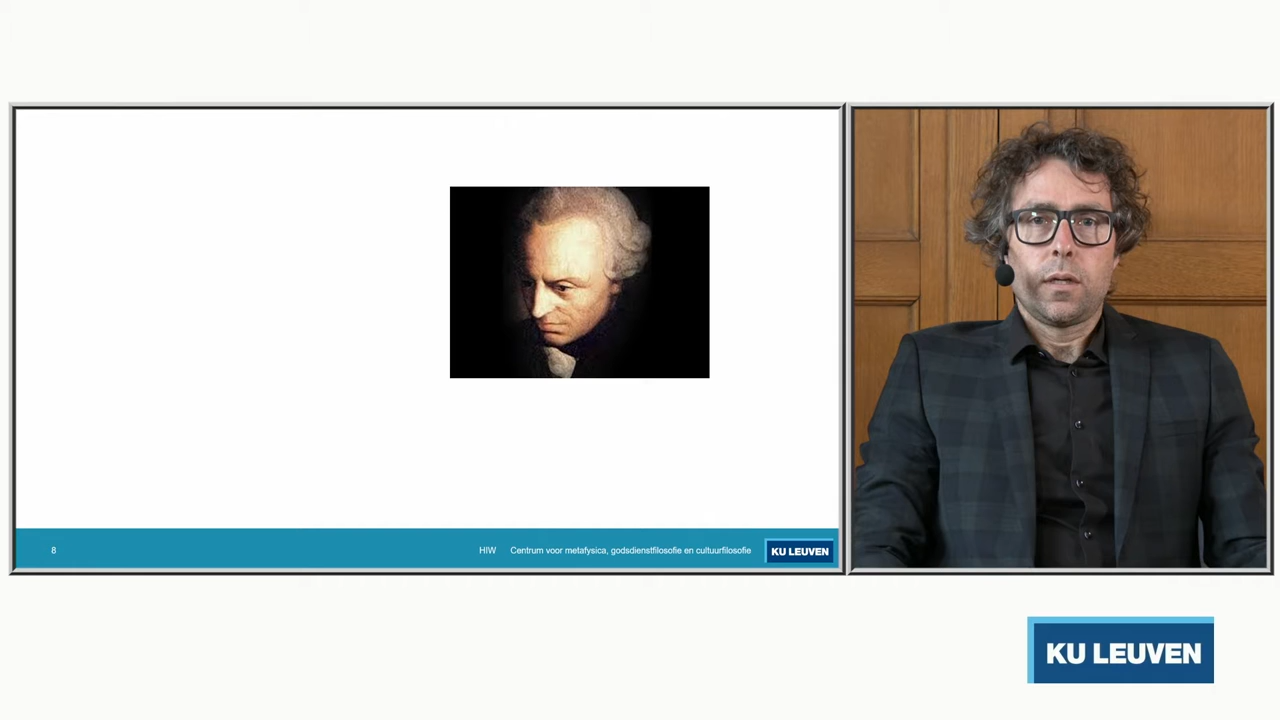 8
HIW Centrum voor metafysica, godsdienstfilosofie en cultuurfilosofie
KU LEUVEN
KU LEUVEN